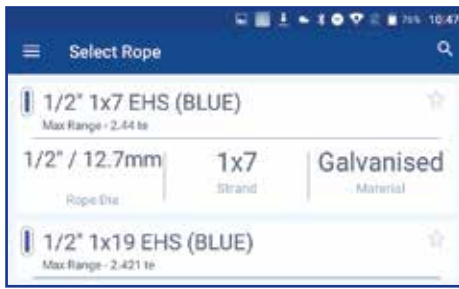 75% 10:47
Select Rope
1/2" 1x7 EHS (BLUE)
Max Range - 2.44 te
1/2" / 12.7mm 1x7 Galvanised
Rope Dia Strand Material
1/2" 1x19 EHS (BLUE)
Max Range - 2.421 te